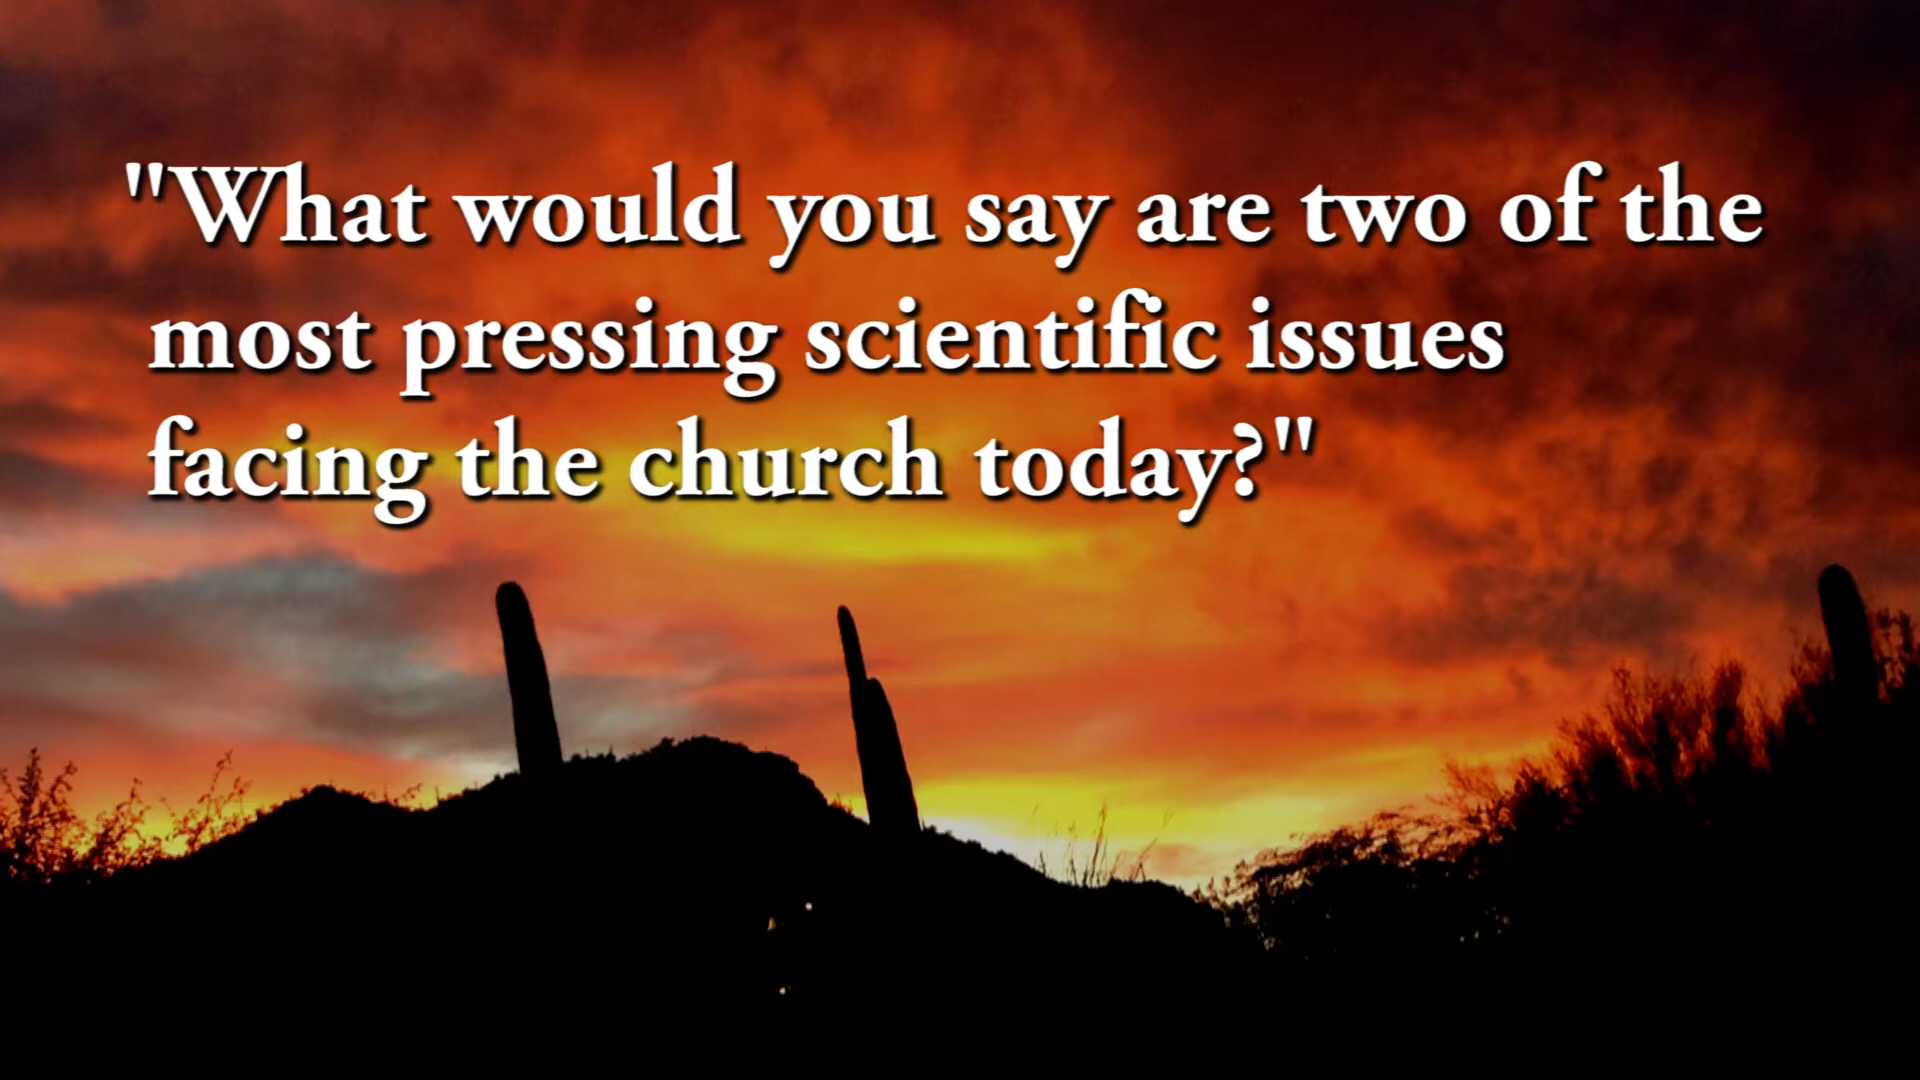 "What would you say are two of the
most pressing scientific issues
facing the church today?"